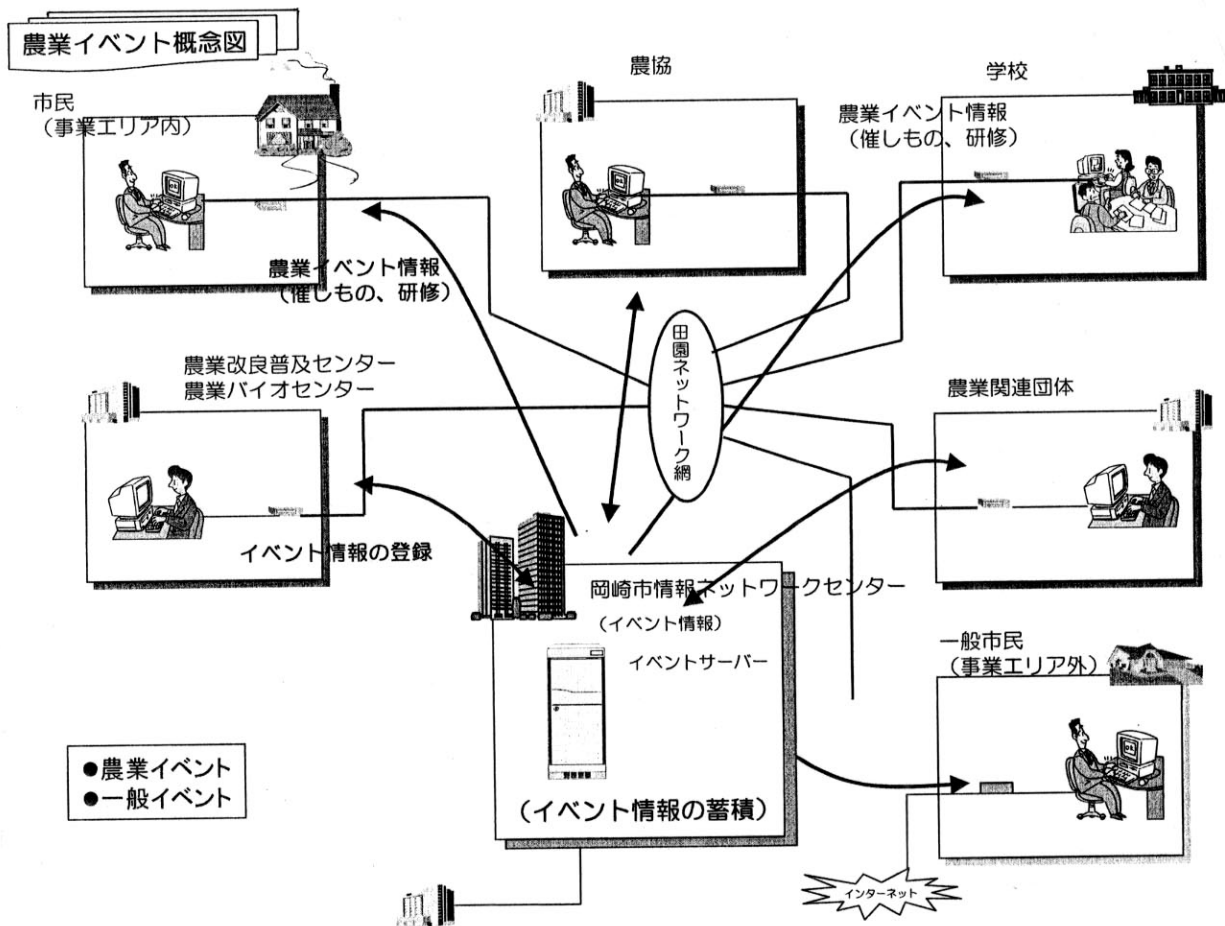 農業イベント概念図
農協
学校
市民
（事業エリア内）
農業イベント情報
（催しもの、研修）
農業イベント情報
（催しもの、研修）
田園ネットワーク網
農業改良普及センター
農業バイオセンター
農業関連団体
イベント情報の登録
岡崎市情報ネットワークセンター
（イベント情報）
イベントサーバー
一般市民
（事業エリア外）
●農業イベント
●一般イベント
（イベント情報の蓄積）
インターネット